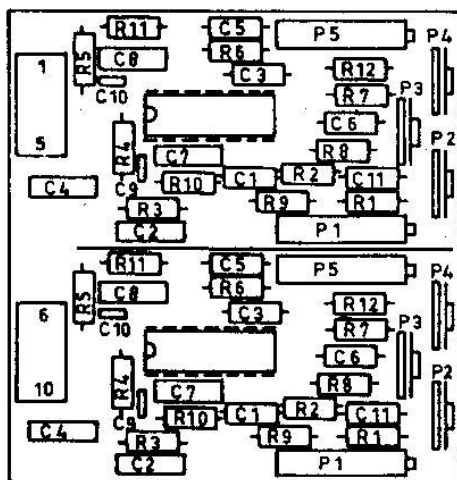 R11 C5 P5 P4
R5 C8 R6
1 C3 R12
C10 R7 P3
C6
5 R4 R8 P2
C7
C4 C9 R10 C1 R2 C11
R3 R9 R1
C2 P1
R11 C5 P5 P4
R5 C8 R6 R12
6 C10 C3 R7 P3
C6
10 R4 C7 R8 P2
C9 R10 C1 R2 C11
C4 R3 R9 R1
C2 P1